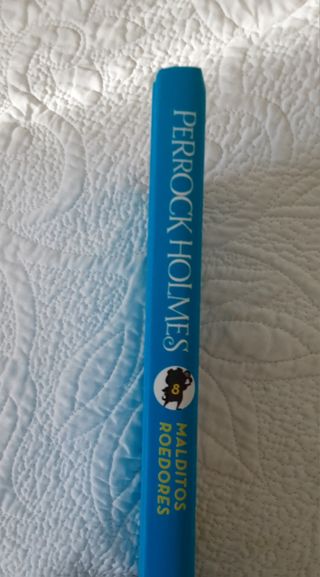 PERROCK HOLMES
8
MALDITOS
ROEDORES